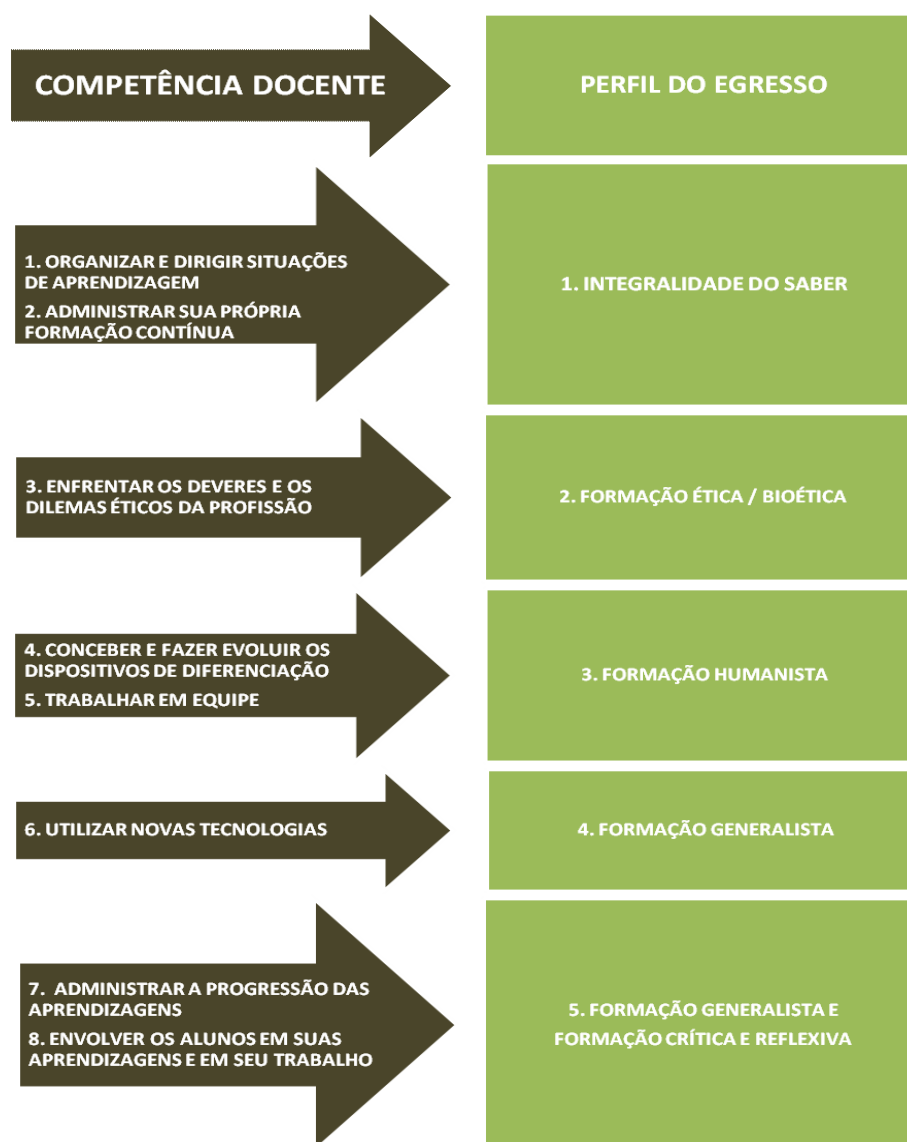 COMPETÊNCIA DOCENTE
PERFIL DO EGRESSO
1. ORGANIZAR E DIRIGIR SITUAÇÕES
DE APRENDIZAGEM
2. ADMINISTRAR SUA PRÓPRIA
FORMAÇÃO CONTÍNUA
1. INTEGRALIDADE DO SABER
3. ENFRENTAR OS DEVERES E OS
DILEMAS ÉTICOS DA PROFISSÃO
2. FORMAÇÃO ÉTICA / BIOÉTICA
4. CONCEBER E FAZER EVOLUIR OS
DISPOSITIVOS DE DIFERENCIAÇÃO
5. TRABALHAR EM EQUIPE
3. FORMAÇÃO HUMANISTA
6. UTILIZAR NOVAS TECNOLOGIAS
4. FORMAÇÃO GENERALISTA
7. ADMINISTRAR A PROGRESSÃO DAS
APRENDIZAGENS
8. ENVOLVER OS ALUNOS EM SUAS
APRENDIZAGENS E EM SEU TRABALHO
5. FORMAÇÃO GENERALISTA E
FORMAÇÃO CRÍTICA E REFLEXIVA